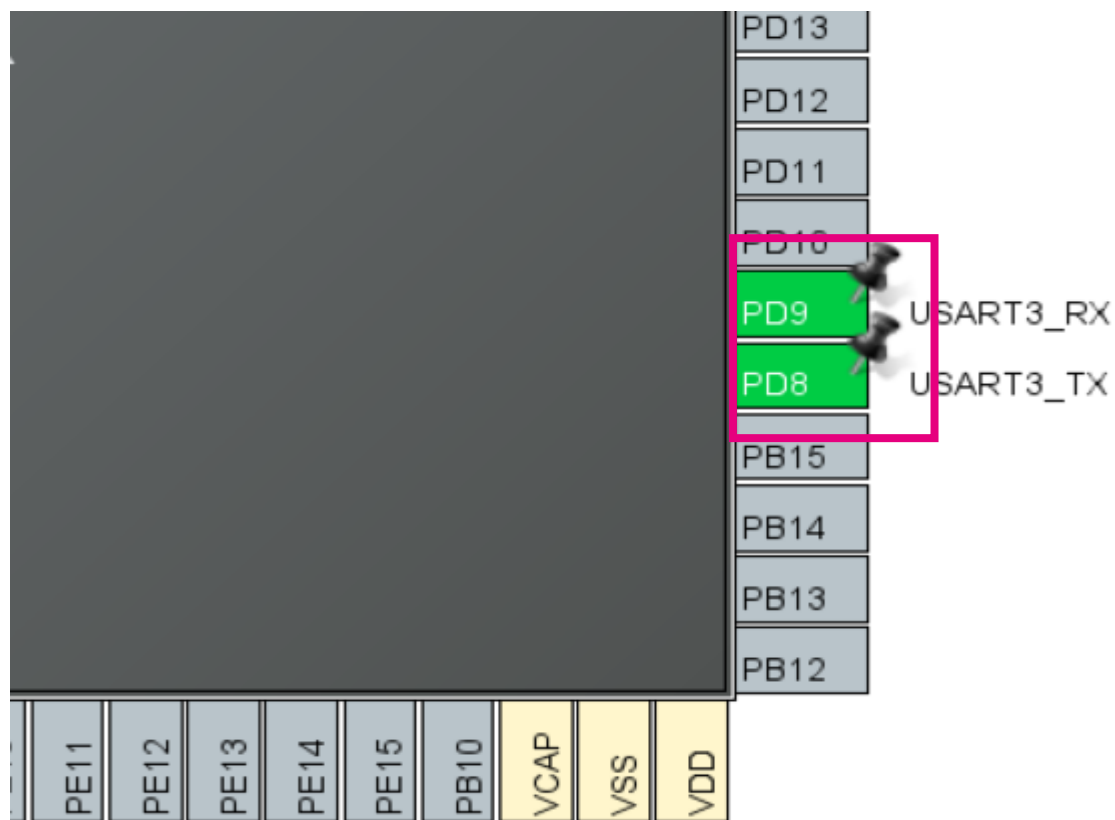 PD13
PD12
PD11
PD10
PD9 USART3_RX
PD8 USART3_TX
PB15
PB14
PB13
PB12
PE11
PE12
PE13
PE14
PE15
PB10
VCAP
VSS
VDD